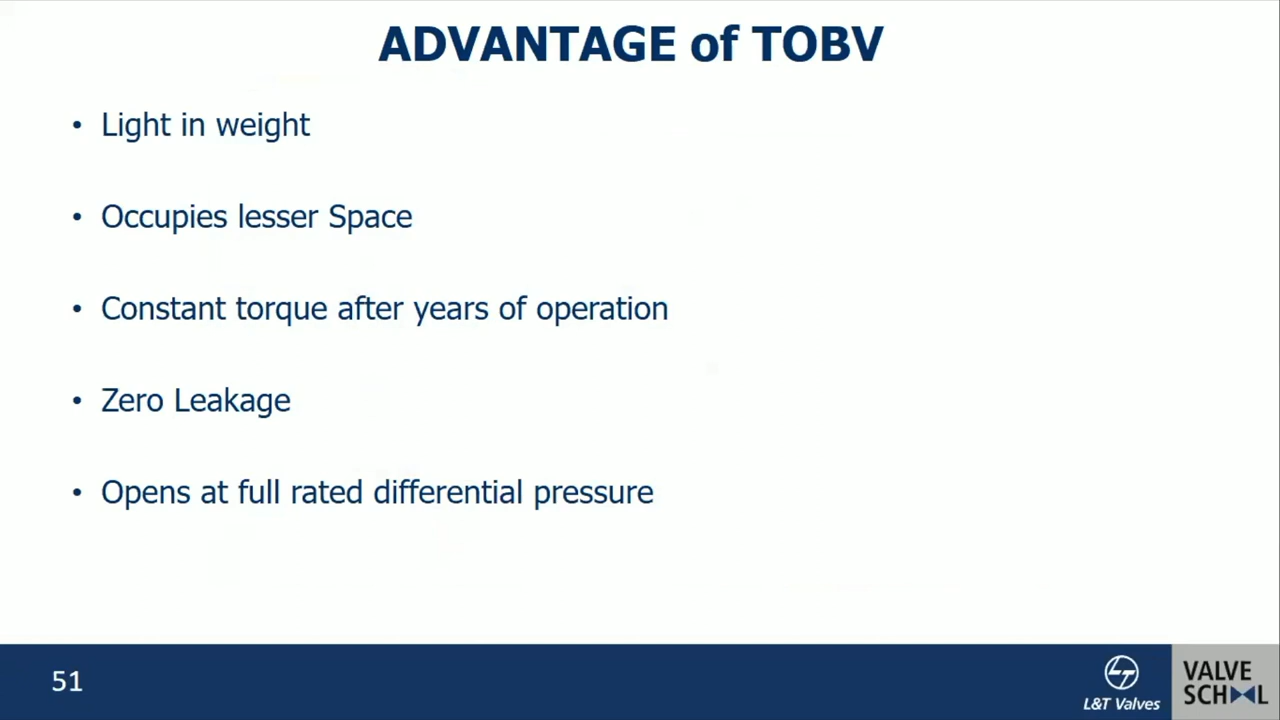 ADVANTAGE of TOBV
• Light in weight
• Occupies lesser Space
• Constant torque after years of operation
• Zero Leakage
• Opens at full rated differential pressure
51
L&T Valves
VALVE
SCHOOL